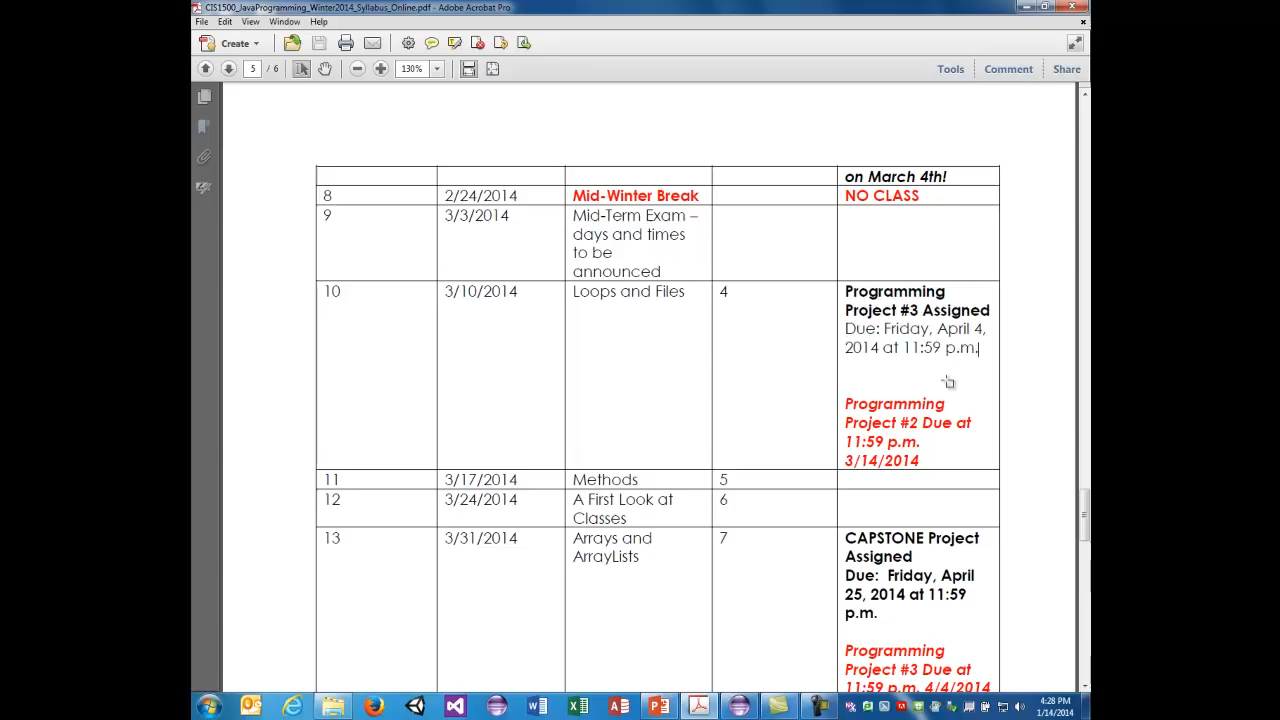 CIS1500_JavaProgramming_Winter2014_Syllabus_Online.pdf - Adobe Acrobat Pro
File Edit View Window Help
Create
5 / 6 130% Tools Comment Share
on March 4th!
8 2/24/2014 Mid-Winter Break NO CLASS
9 3/3/2014 Mid-Term Exam –
days and times
to be
announced
10 3/10/2014 Loops and Files 4 Programming
Project #3 Assigned
Due: Friday, April 4,
2014 at 11:59 p.m.
Programming
Project #2 Due at
11:59 p.m.
3/14/2014
11 3/17/2014 Methods 5
12 3/24/2014 A First Look at 6
Classes
13 3/31/2014 Arrays and 7 CAPSTONE Project
ArrayLists Assigned
Due: Friday, April
25, 2014 at 11:59
p.m.
Programming
Project #3 Due at
11:59 p.m. 4/4/2014
4:28 PM
1/14/2014